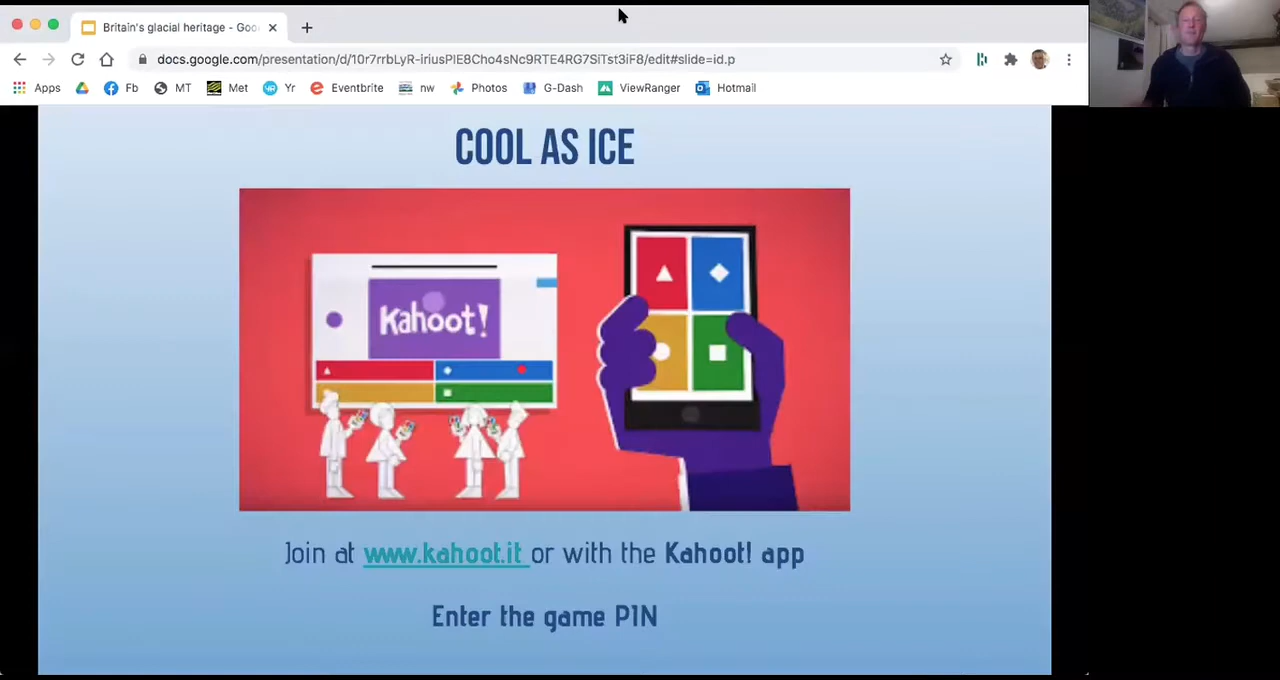 Britain's glacial heritage - Goo
docs.google.com/presentation/d/10r7rrbLyR-iriusPlE8Cho4sNc9RTE4RG7SiTst3iF8/edit#slide=id.p
Apps Fb MT Met Yr Eventbrite nw Photos G-Dash ViewRanger Hotmail
COOL AS ICE
Kahoot!
Join at www.kahoot.it or with the Kahoot! app
Enter the game PIN